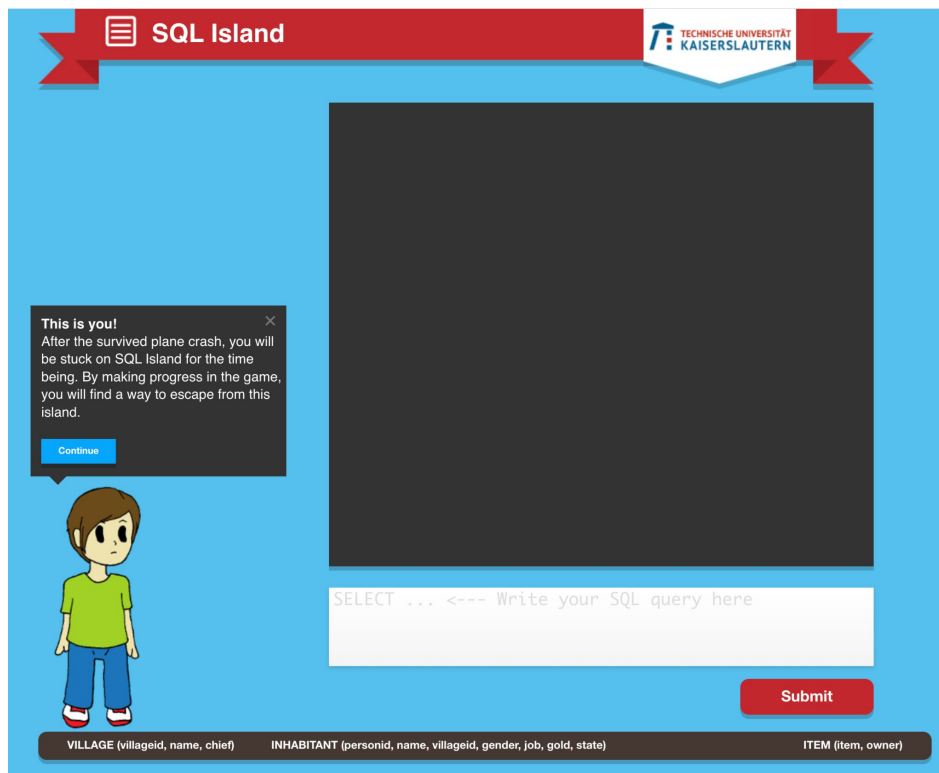 SQL Island
TECHNISCHE UNIVERSITÄT
KAISERSLAUTERN
This is you!
After the survived plane crash, you will
be stuck on SQL Island for the time
being. By making progress in the game,
you will find a way to escape from this
island.
Continue
SELECT ... <--- Write your SQL query here
Submit
VILLAGE (villageid, name, chief) INHABITANT (personid, name, villageid, gender, job, gold, state) ITEM (item, owner)